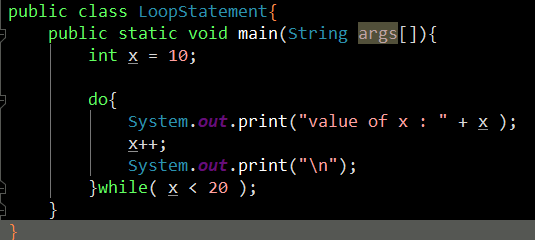 public class LoopStatement{
public static void main(String args[]){
int x = 10;
do{
System.out.print("value of x : " + x );
x++;
System.out.print("\n");
}while( x < 20 );
}
}